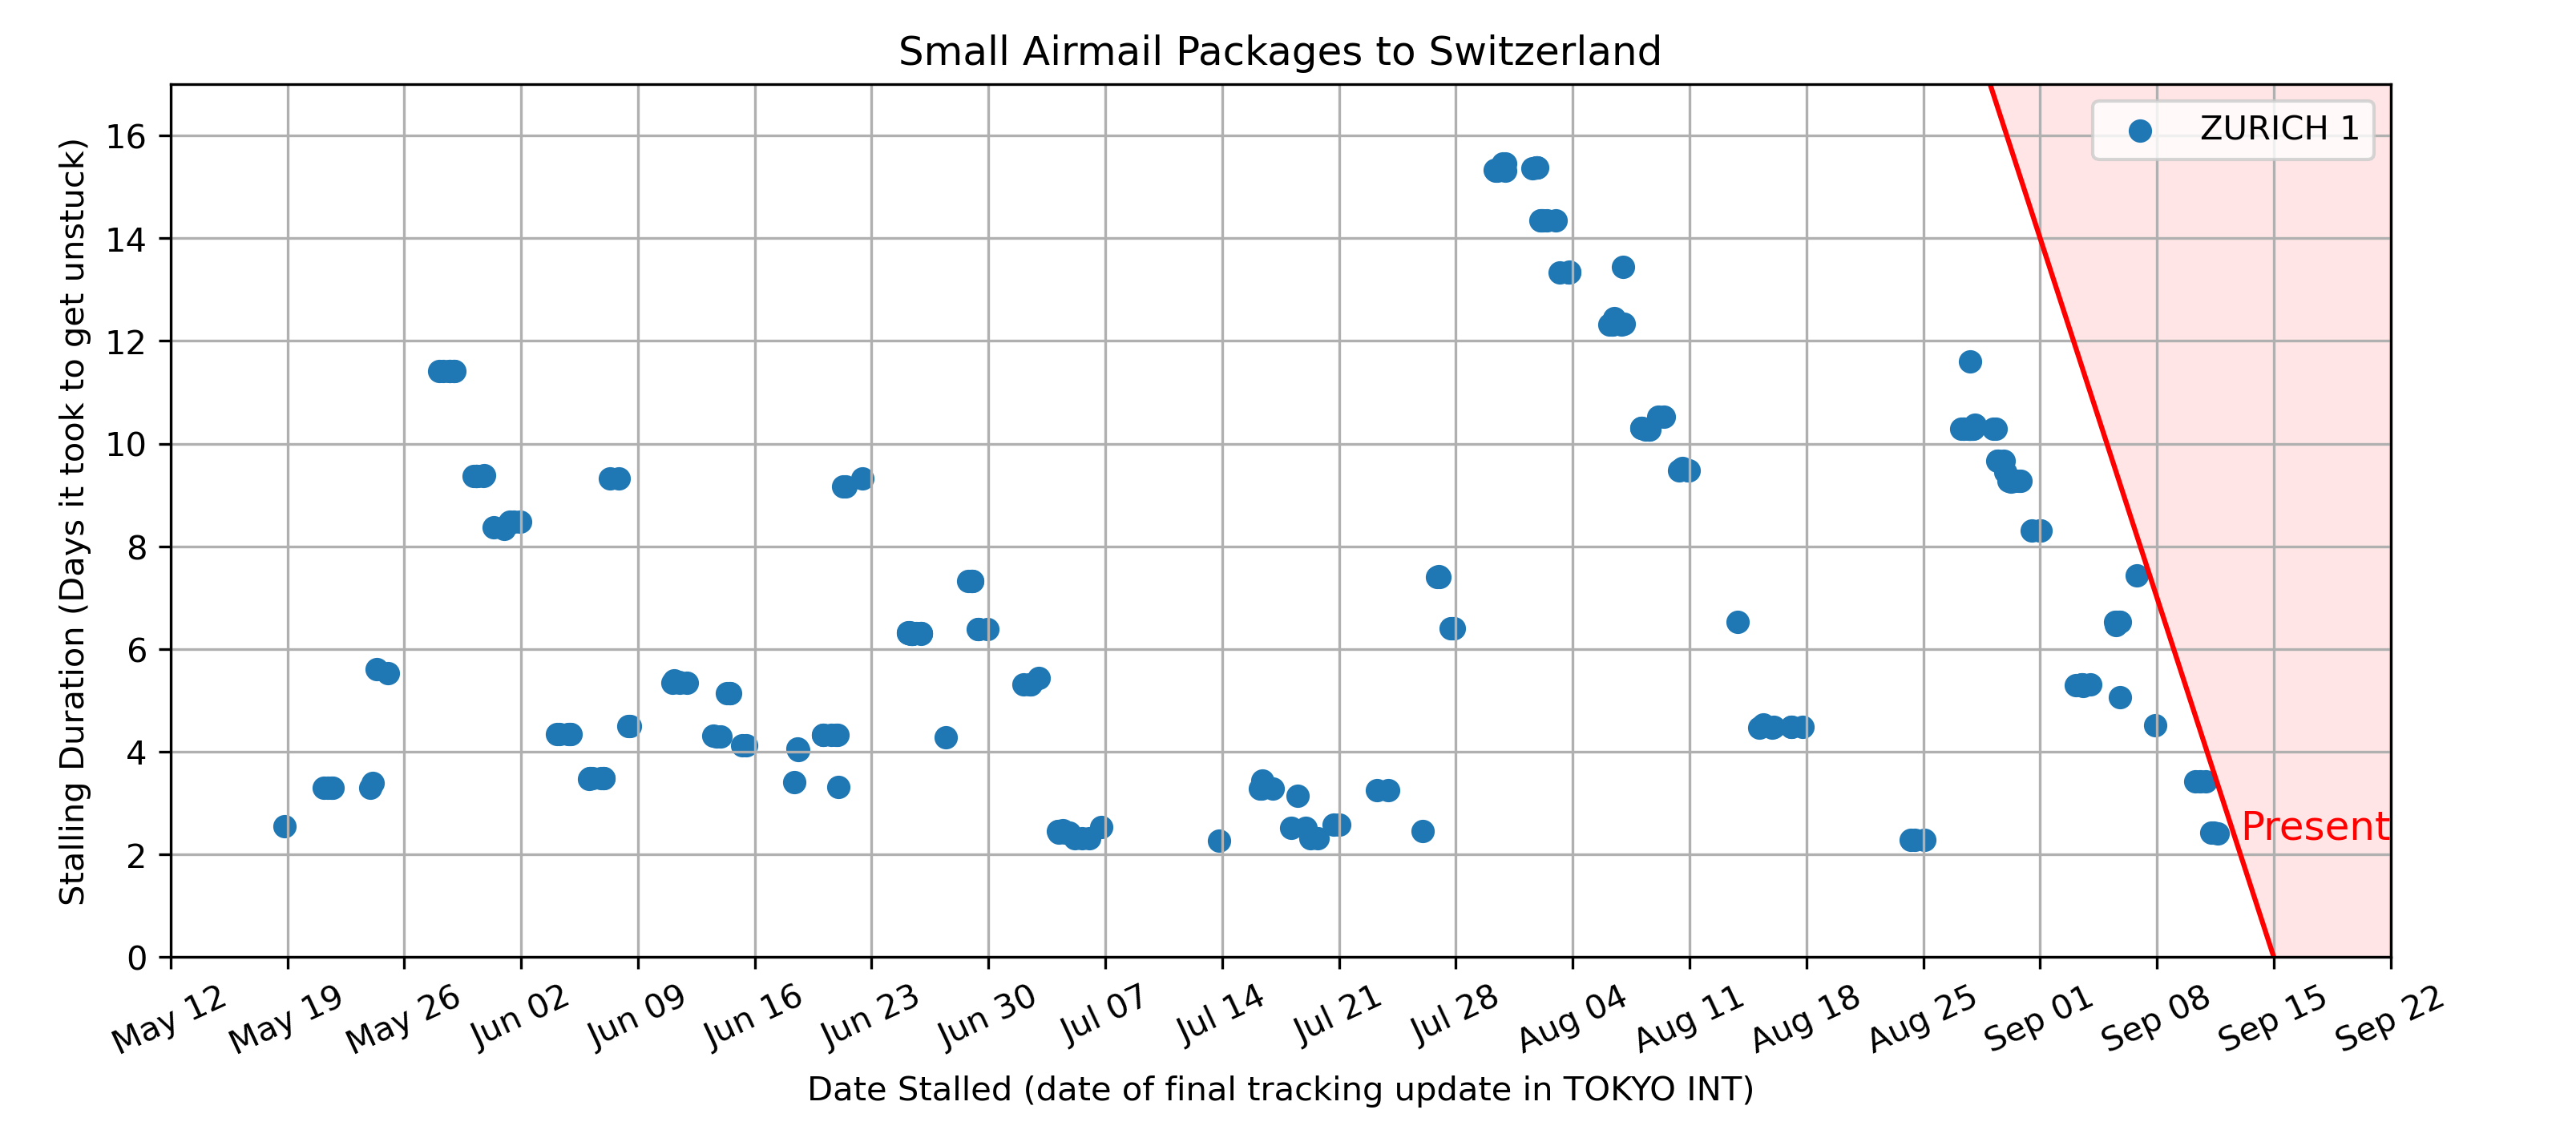 Small Airmail Packages to Switzerland
Stalling Duration (Days it took to get unstuck)
16
14
12
10
8
6
4
2
0
ZURICH 1
Present
May 12
May 19
May 26
Jun 02
Jun 09
Jun 16
Jun 23
Jun 30
Jul 07
Jul 14
Jul 21
Jul 28
Aug 04
Aug 11
Aug 18
Aug 25
Sep 01
Sep 08
Sep 15
Sep 22
Date Stalled (date of final tracking update in TOKYO INT)